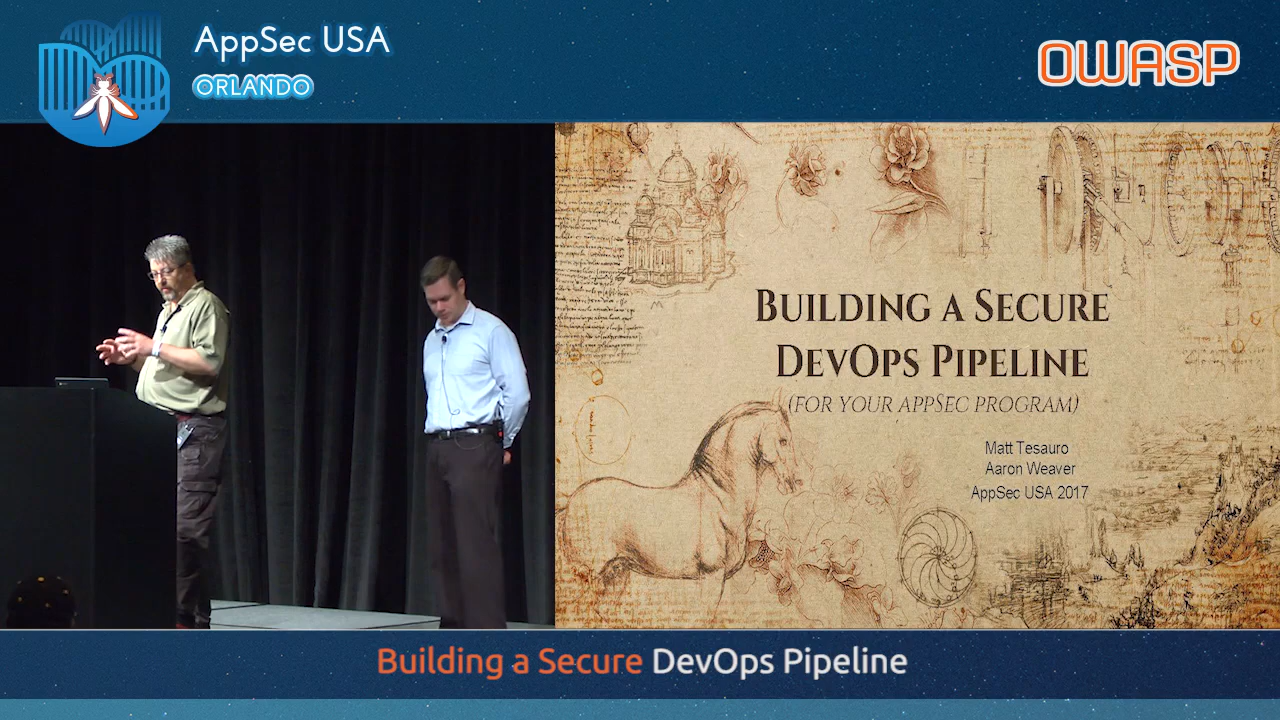 AppSec USA
ORLANDO
OWASP
BUILDING A SECURE
DEVOPS PIPELINE
(FOR YOUR APPSEC PROGRAM)
Matt Tesauro
Aaron Weaver
AppSec USA 2017
Building a Secure DevOps Pipeline